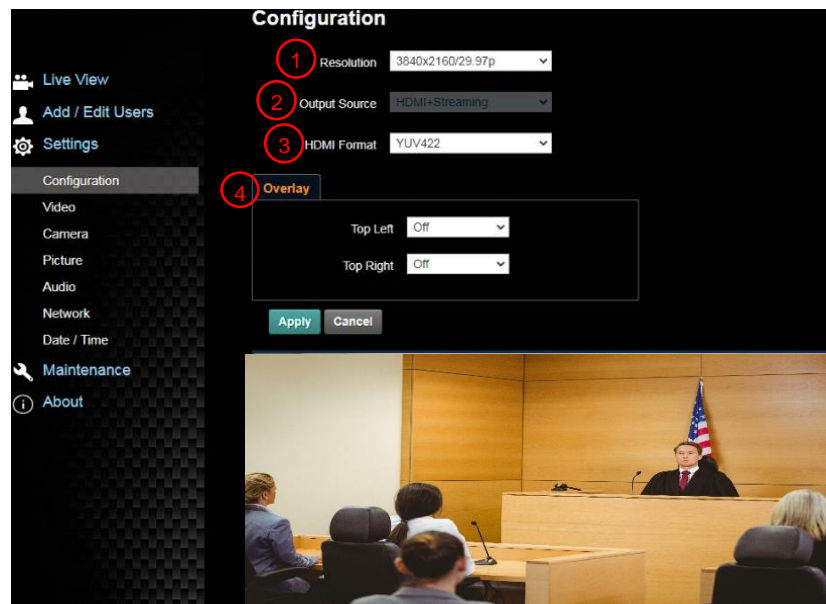 Configuration
1 Resolution 3840x2160/29.97p
2 Output Source HDMI+Streaming
3 HDMI Format YUV422
4 Overlay
Top Left Off
Top Right Off
Apply Cancel
Live View
Add / Edit Users
Settings
Configuration
Video
Camera
Picture
Audio
Network
Date / Time
Maintenance
About